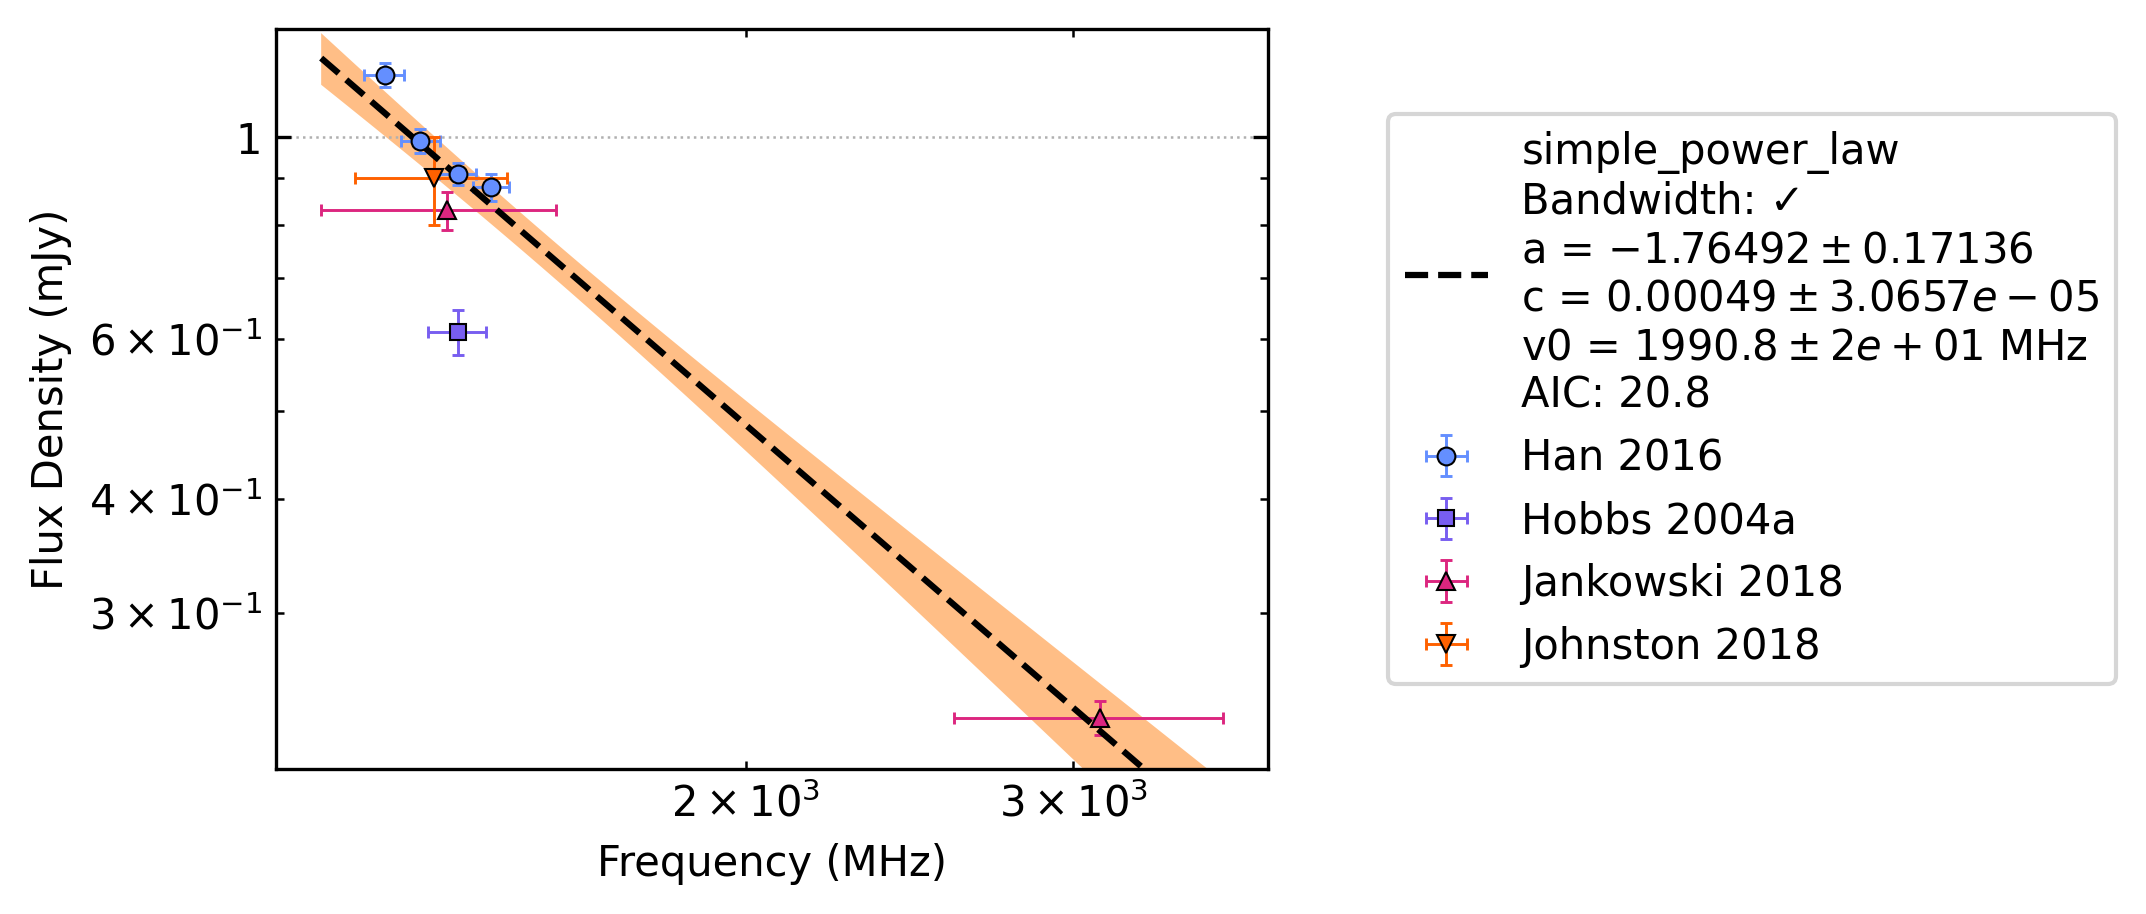 1
6 × 10⁻¹
4 × 10⁻¹
3 × 10⁻¹
Flux Density (mJy)
2 × 10³
3 × 10³
Frequency (MHz)
simple_power_law
Bandwidth: ✓
a = −1.76492 ± 0.17136
c = 0.00049 ± 3.0657e − 05
v0 = 1990.8 ± 2e + 01 MHz
AIC: 20.8
Han 2016
Hobbs 2004a
Jankowski 2018
Johnston 2018